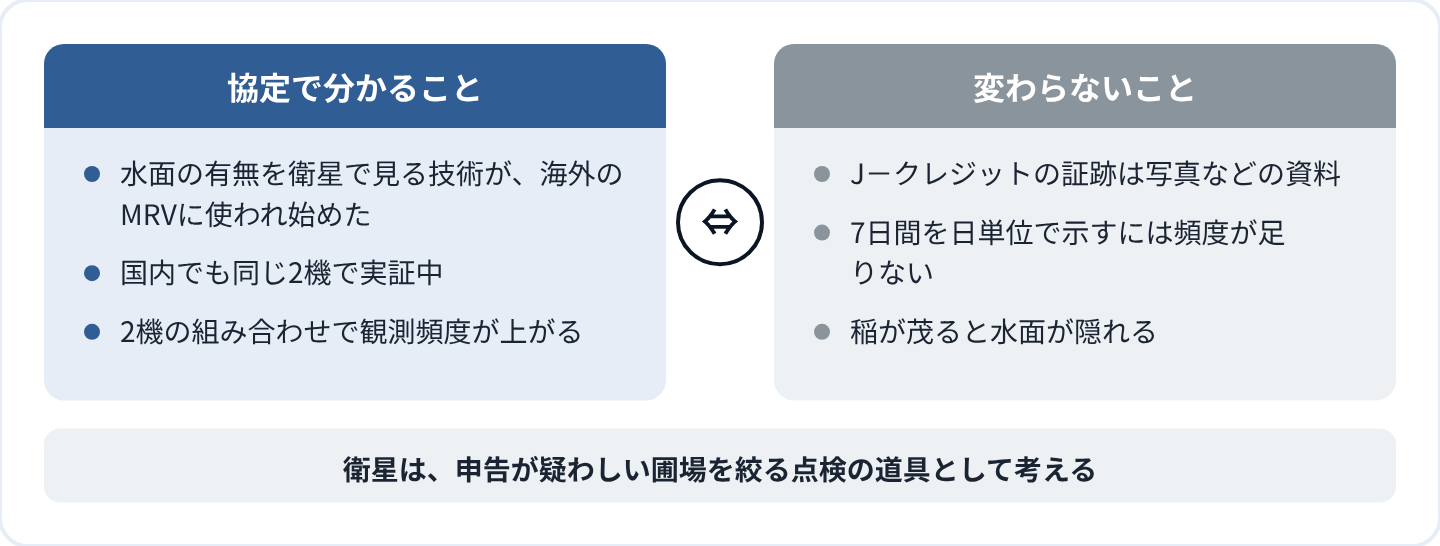 協定で分かること
水面の有無を衛星で見る技術が、海外の
MRVに使われ始めた
国内でも同じ2機で実証中
2機の組み合わせで観測頻度が上がる
⇔
変わらないこと
J－クレジットの証跡は写真などの資料
7日間を日単位で示すには頻度が足
りない
稲が茂ると水面が隠れる
衛星は、申告が疑わしい圃場を絞る点検の道具として考える